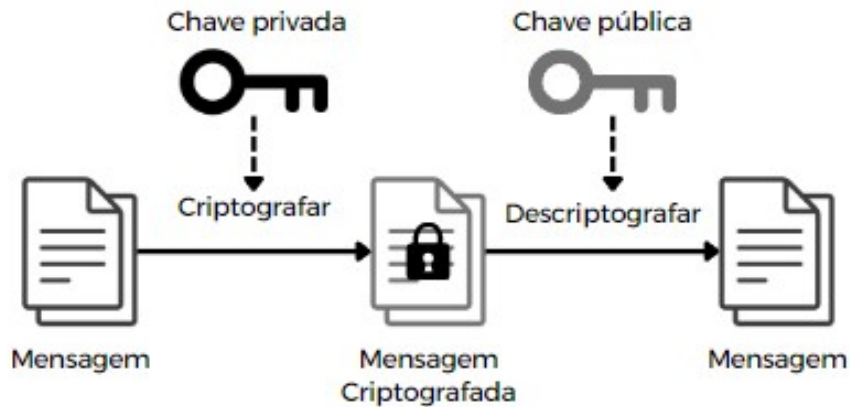 Chave privada
Chave pública
Criptografar
Descriptografar
Mensagem
Mensagem
Criptografada
Mensagem